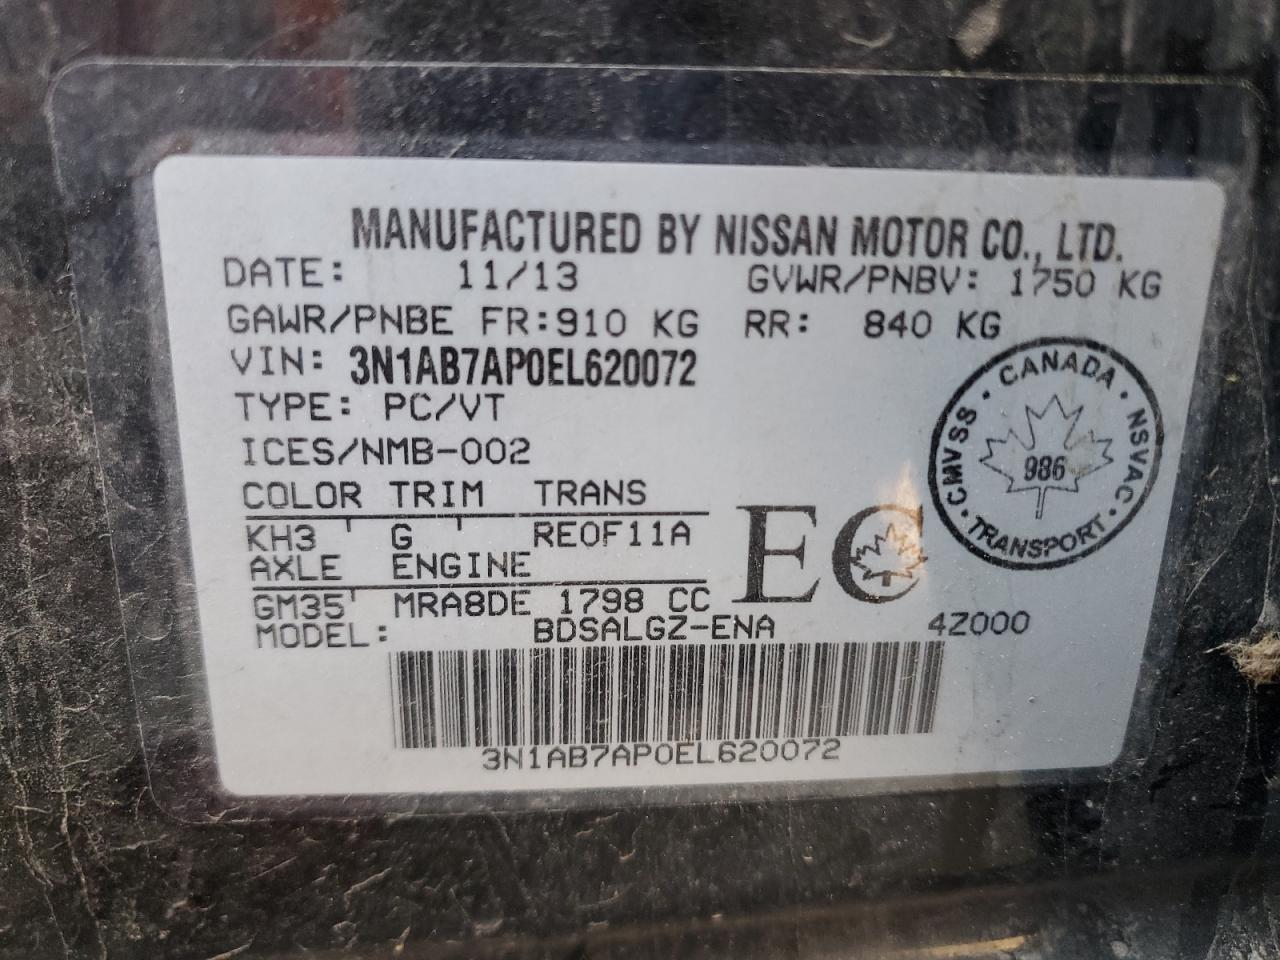 MANUFACTURED BY NISSAN MOTOR CO., LTD.
DATE: 11/13 GVWR/PNBV: 1750 KG
GAWR/PNBE FR:910 KG RR: 840 KG
VIN: 3N1AB7AP0EL620072
TYPE: PC/VT
ICES/NMB-002
COLOR TRIM TRANS
KH3 G RE0F11A
AXLE ENGINE
GM35 MRA8DE 1798 CC
MODEL: BDSALGZ-ENA 4Z000
3N1AB7AP0EL620072
EC
CANADA · NSVAC · TRANSPORT · CMVSS ·
986